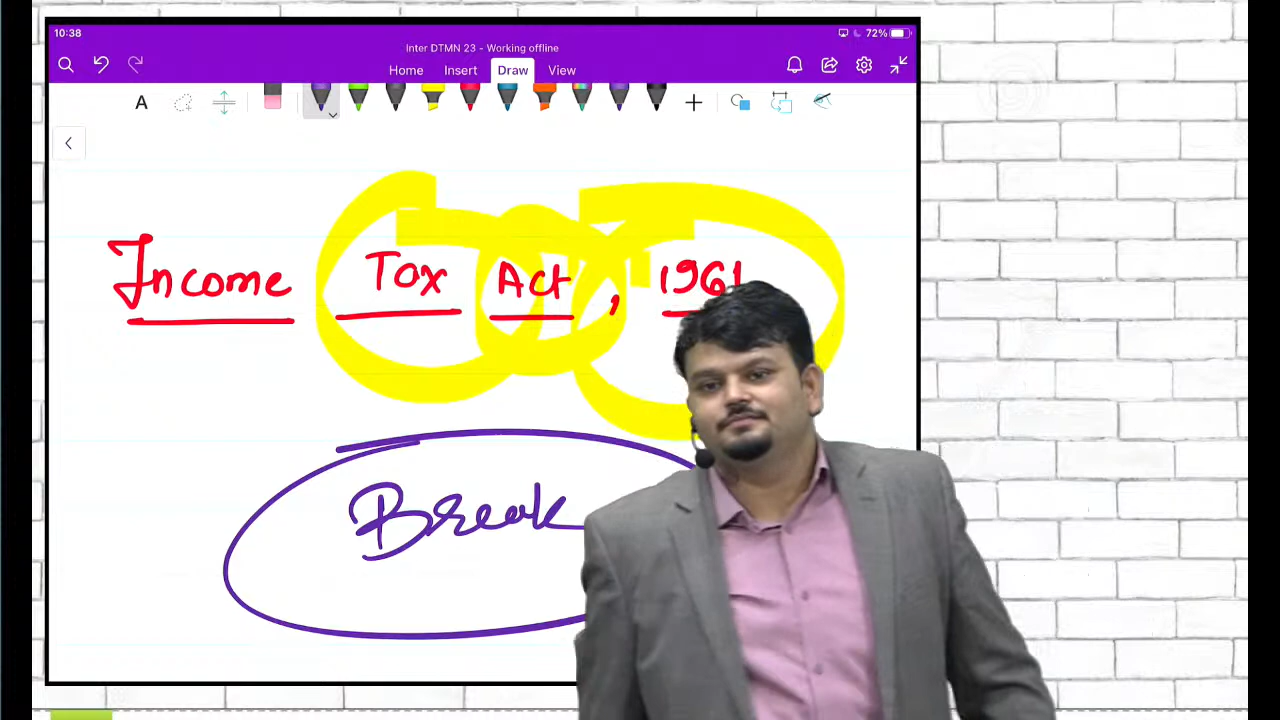 10:38
72%
Inter DTMN 23 - Working offline
Home Insert Draw View
A
Income Tax Act, 1961
Break